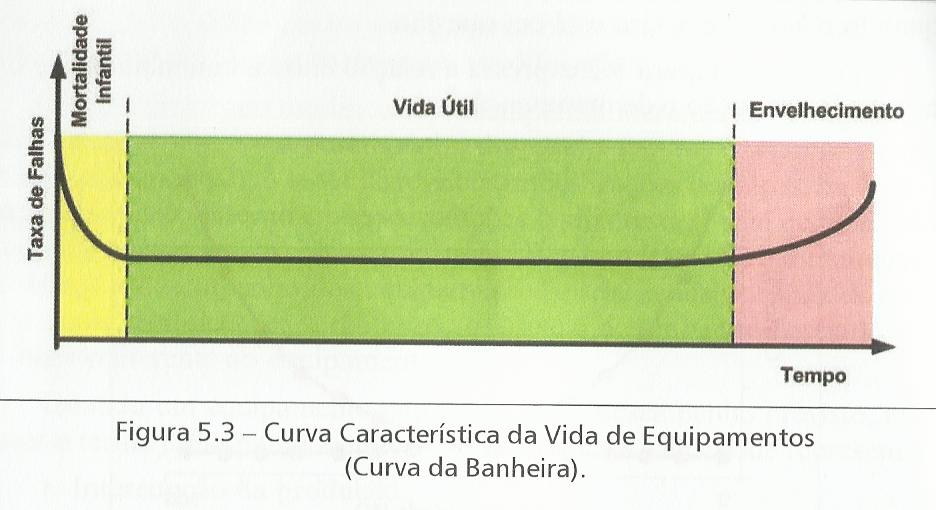 Mortalidade
Infantil
Vida Útil
Envelhecimento
Taxa de Falhas
Tempo
Figura 5.3 – Curva Característica da Vida de Equipamentos
(Curva da Banheira).